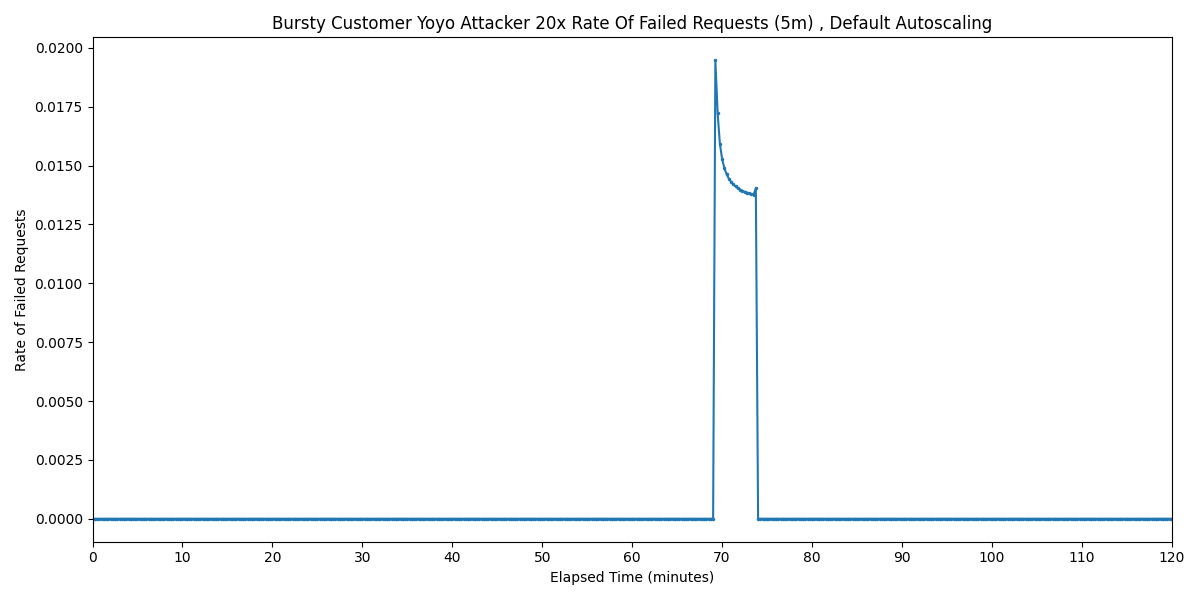 Bursty Customer Yoyo Attacker 20x Rate Of Failed Requests (5m) , Default Autoscaling
0.0200
0.0175
0.0150
0.0125
0.0100
0.0075
0.0050
0.0025
0.0000
Rate of Failed Requests
0 10 20 30 40 50 60 70 80 90 100 110 120
Elapsed Time (minutes)